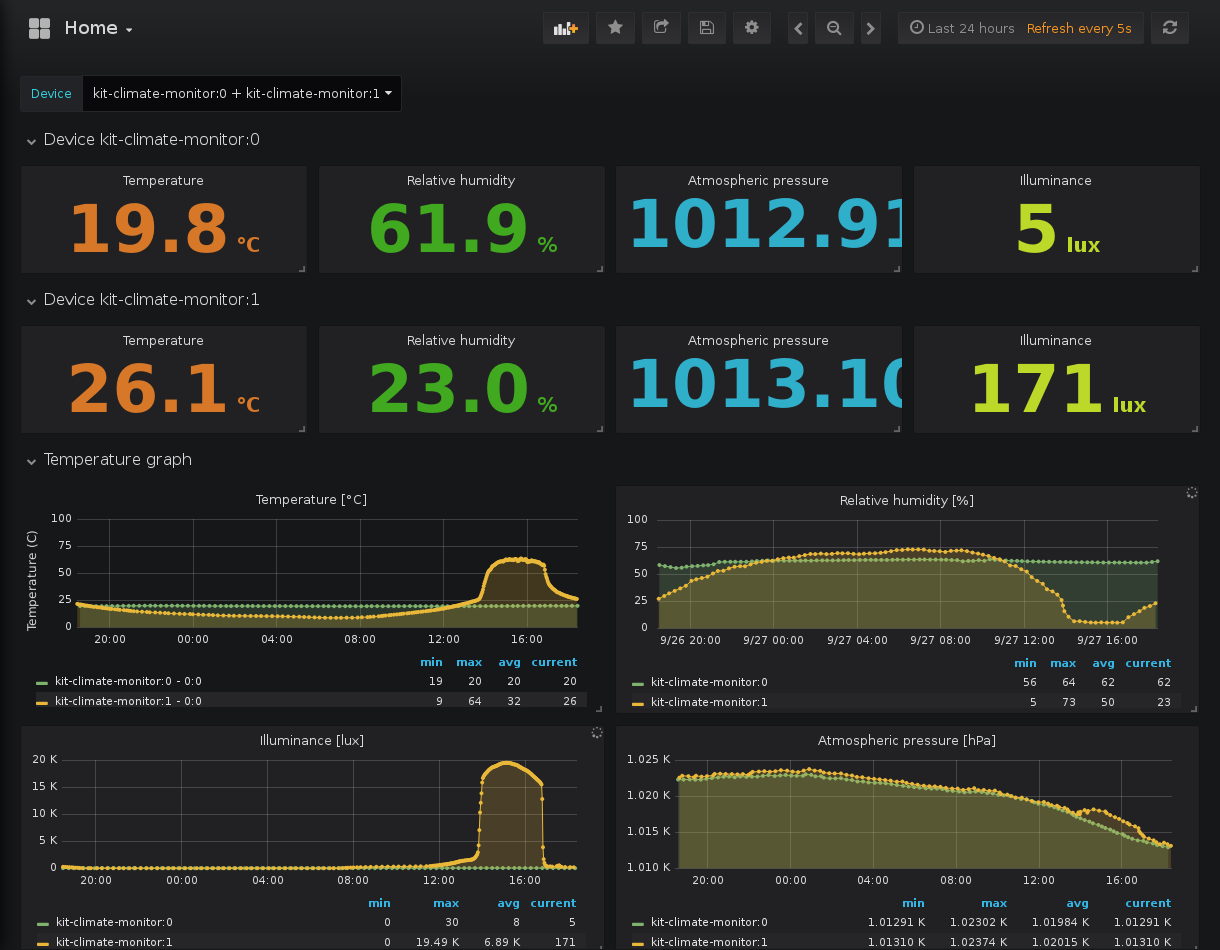 Home
Last 24 hours Refresh every 5s
Device kit-climate-monitor:0 + kit-climate-monitor:1
Device kit-climate-monitor:0
Temperature Relative humidity Atmospheric pressure Illuminance
19.8 °C 61.9 % 1012.91 5 lux
Device kit-climate-monitor:1
Temperature Relative humidity Atmospheric pressure Illuminance
26.1 °C 23.0 % 1013.10 171 lux
Temperature graph
Temperature [°C]
Temperature (C)
100
75
50
25
0
20:00 00:00 04:00 08:00 12:00 16:00
min max avg current
kit-climate-monitor:0 - 0:0 19 20 20 20
kit-climate-monitor:1 - 0:0 9 64 32 26
Relative humidity [%]
100
75
50
25
0
9/26 20:00 9/27 00:00 9/27 04:00 9/27 08:00 9/27 12:00 9/27 16:00
min max avg current
kit-climate-monitor:0 56 64 62 62
kit-climate-monitor:1 5 73 50 23
Illuminance [lux]
20 K
15 K
10 K
5 K
0
20:00 00:00 04:00 08:00 12:00 16:00
min max avg current
kit-climate-monitor:0 0 30 8 5
kit-climate-monitor:1 0 19.49 K 6.89 K 171
Atmospheric pressure [hPa]
1.025 K
1.020 K
1.015 K
1.010 K
20:00 00:00 04:00 08:00 12:00 16:00
min max avg current
kit-climate-monitor:0 1.01291 K 1.02302 K 1.01984 K 1.01291 K
kit-climate-monitor:1 1.01310 K 1.02374 K 1.02015 K 1.01310 K